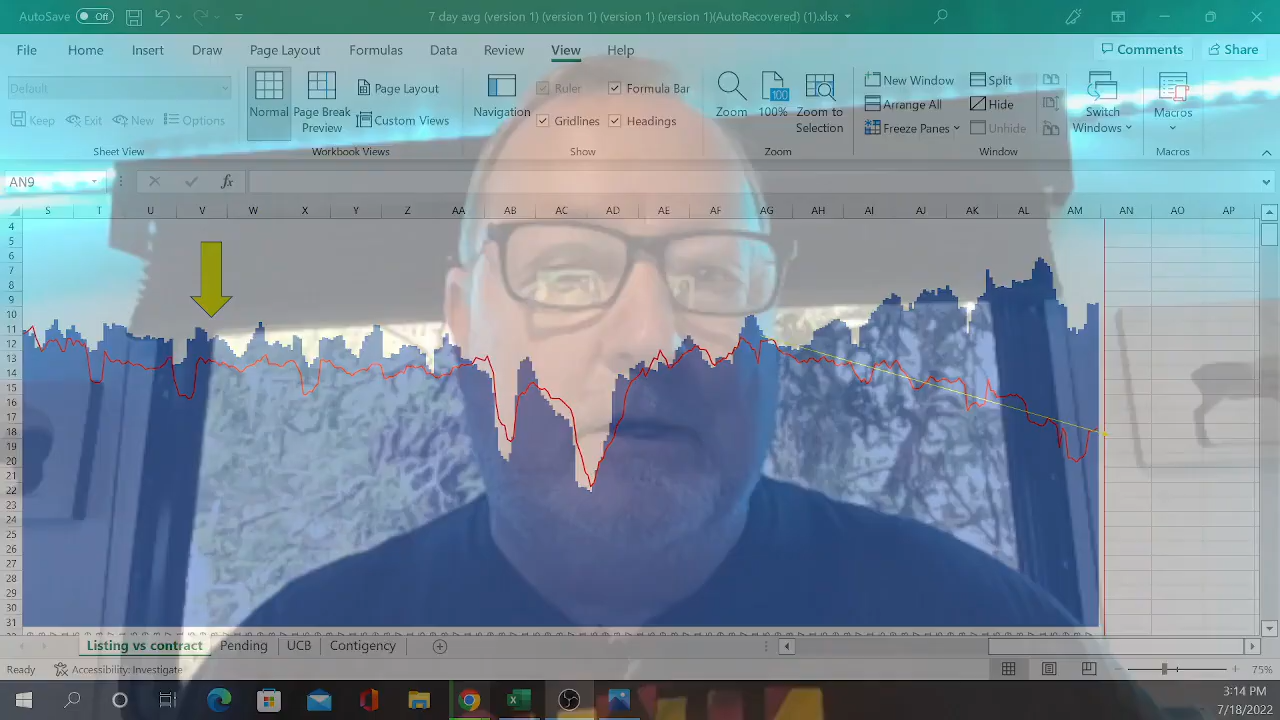 AutoSave Off 7 day avg (version 1) (version 1) (version 1) (version 1)(AutoRecovered) (1).xlsx
File Home Insert Draw Page Layout Formulas Data Review View Help Comments Share
Default
Keep Exit New Options
Sheet View
Normal Page Break Preview Page Layout Custom Views
Workbook Views
Navigation Ruler Formula Bar
Gridlines Headings
Show
Zoom 100% Zoom to Selection
Zoom
New Window Split
Arrange All Hide
Freeze Panes Unhide
Window
Switch Windows
Macros
Macros
AN9 fx
S T U V W X Y Z AA AB AC AD AE AF AG AH AI AJ AK AL AM AN AO AP
4
5
6
7
8
9
10
11
12
13
14
15
16
17
18
19
20
21
22
23
24
25
26
27
28
29
30
31
Listing vs contract Pending UCB Contigency
Ready Accessibility: Investigate 75%
3:14 PM
7/18/2022